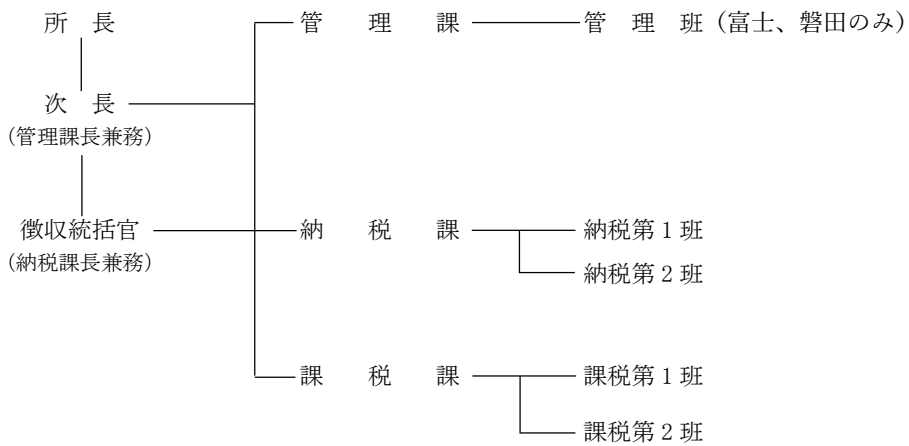 所 長
管 理 課
管 理 班 (富士、磐田のみ)
次 長
(管理課長兼務)
徴収統括官
(納税課長兼務)
納 税 課
納税第1班
納税第2班
課 税 課
課税第1班
課税第2班